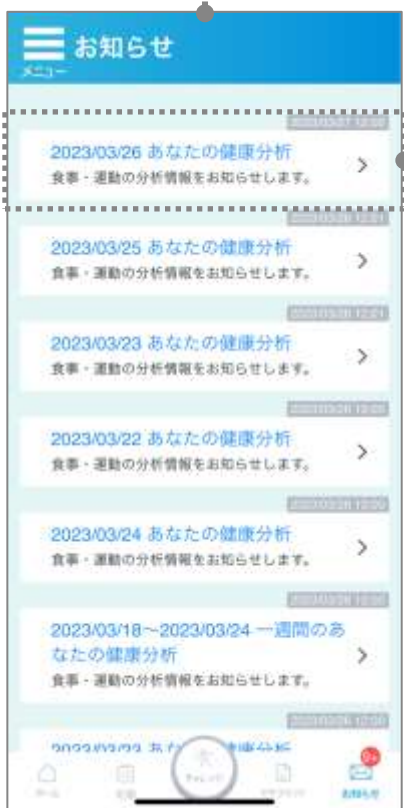 お知らせ
メニュー
2023/03/26 あなたの健康分析
食事・運動の分析情報をお知らせします。
2023/03/25 あなたの健康分析
食事・運動の分析情報をお知らせします。
2023/03/23 あなたの健康分析
食事・運動の分析情報をお知らせします。
2023/03/22 あなたの健康分析
食事・運動の分析情報をお知らせします。
2023/03/24 あなたの健康分析
食事・運動の分析情報をお知らせします。
2023/03/18〜2023/03/24 一週間のあ
なたの健康分析
食事・運動の分析情報をお知らせします。
チャレンジ
ホーム
お知らせ